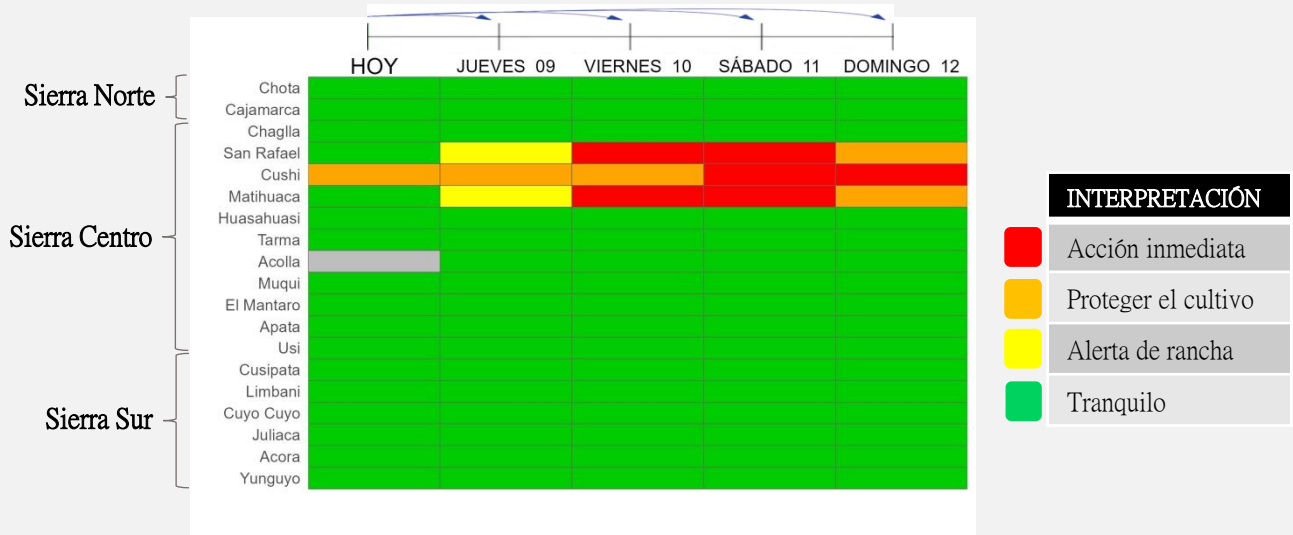 HOY JUEVES 09 VIERNES 10 SÁBADO 11 DOMINGO 12
Sierra Norte
Chota
Cajamarca
Sierra Centro
Chaglla
San Rafael
Cushi
Matihuaca
Huasahuasi
Tarma
Acolla
Muqui
El Mantaro
Apata
Usi
Sierra Sur
Cusipata
Limbani
Cuyo Cuyo
Juliaca
Acora
Yunguyo
INTERPRETACIÓN
Acción inmediata
Proteger el cultivo
Alerta de rancha
Tranquilo